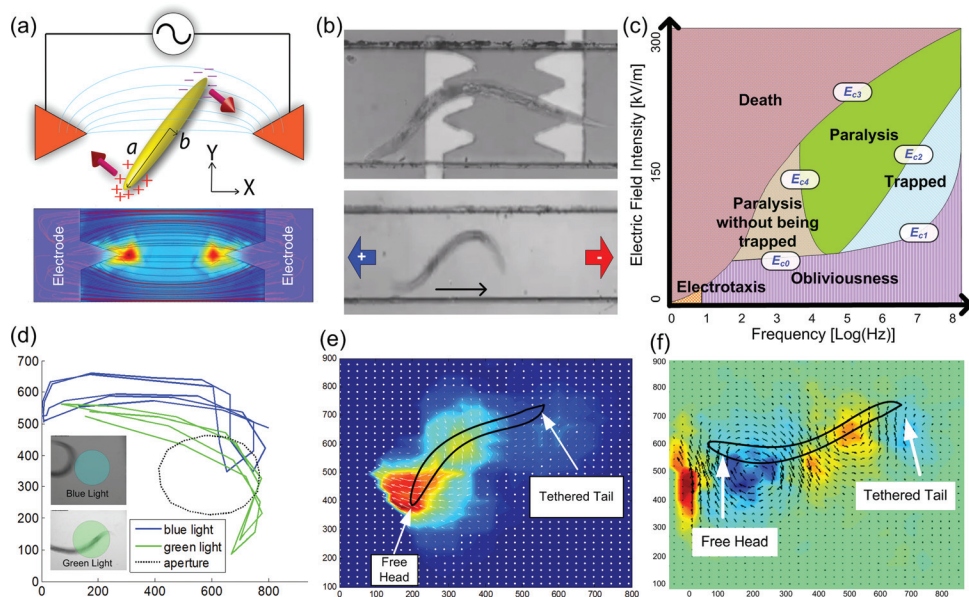 (a)
a
b
Y
X
Electrode
Electrode
(b)
+
-
(c)
Electric Field Intensity [kV/m]
300
150
0
Death
Paralysis
Trapped
Paralysis
without being
trapped
Obliviousness
Electrotaxis
Ec3
Ec2
Ec4
Ec1
Ec0
0 1 2 3 4 5 6 7 8
Frequency [Log(Hz)]
(d)
700
600
500
400
300
200
100
0
0 200 400 600 800 1000
Blue Light
Green Light
blue light
green light
aperture
(e)
900
800
700
600
500
400
300
200
100
0 100 200 300 400 500 600 700 800
Tethered Tail
Free
Head
(f)
900
800
700
600
500
400
300
200
100
0 100 200 300 400 500 600 700 800
Tethered Tail
Free Head